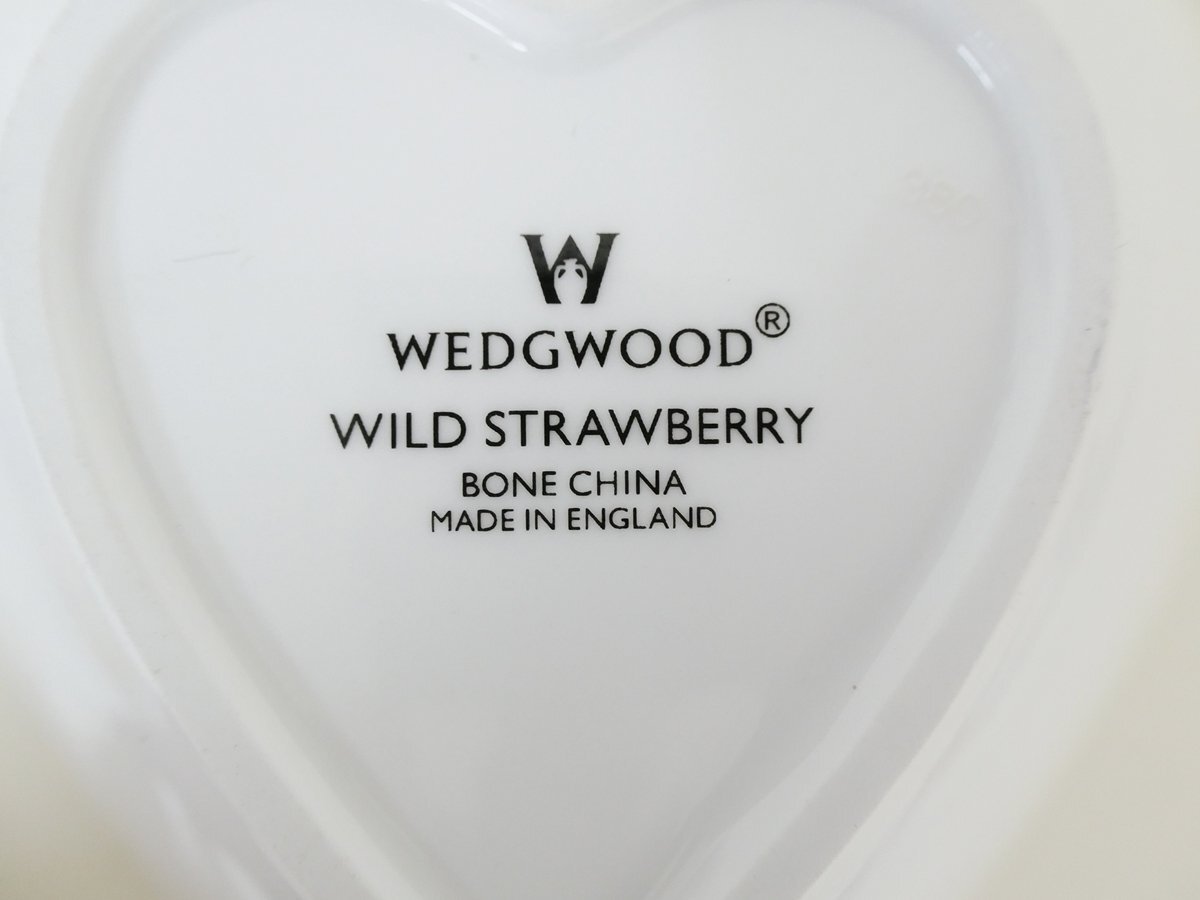 W
WEDGWOOD®
WILD STRAWBERRY
BONE CHINA
MADE IN ENGLAND